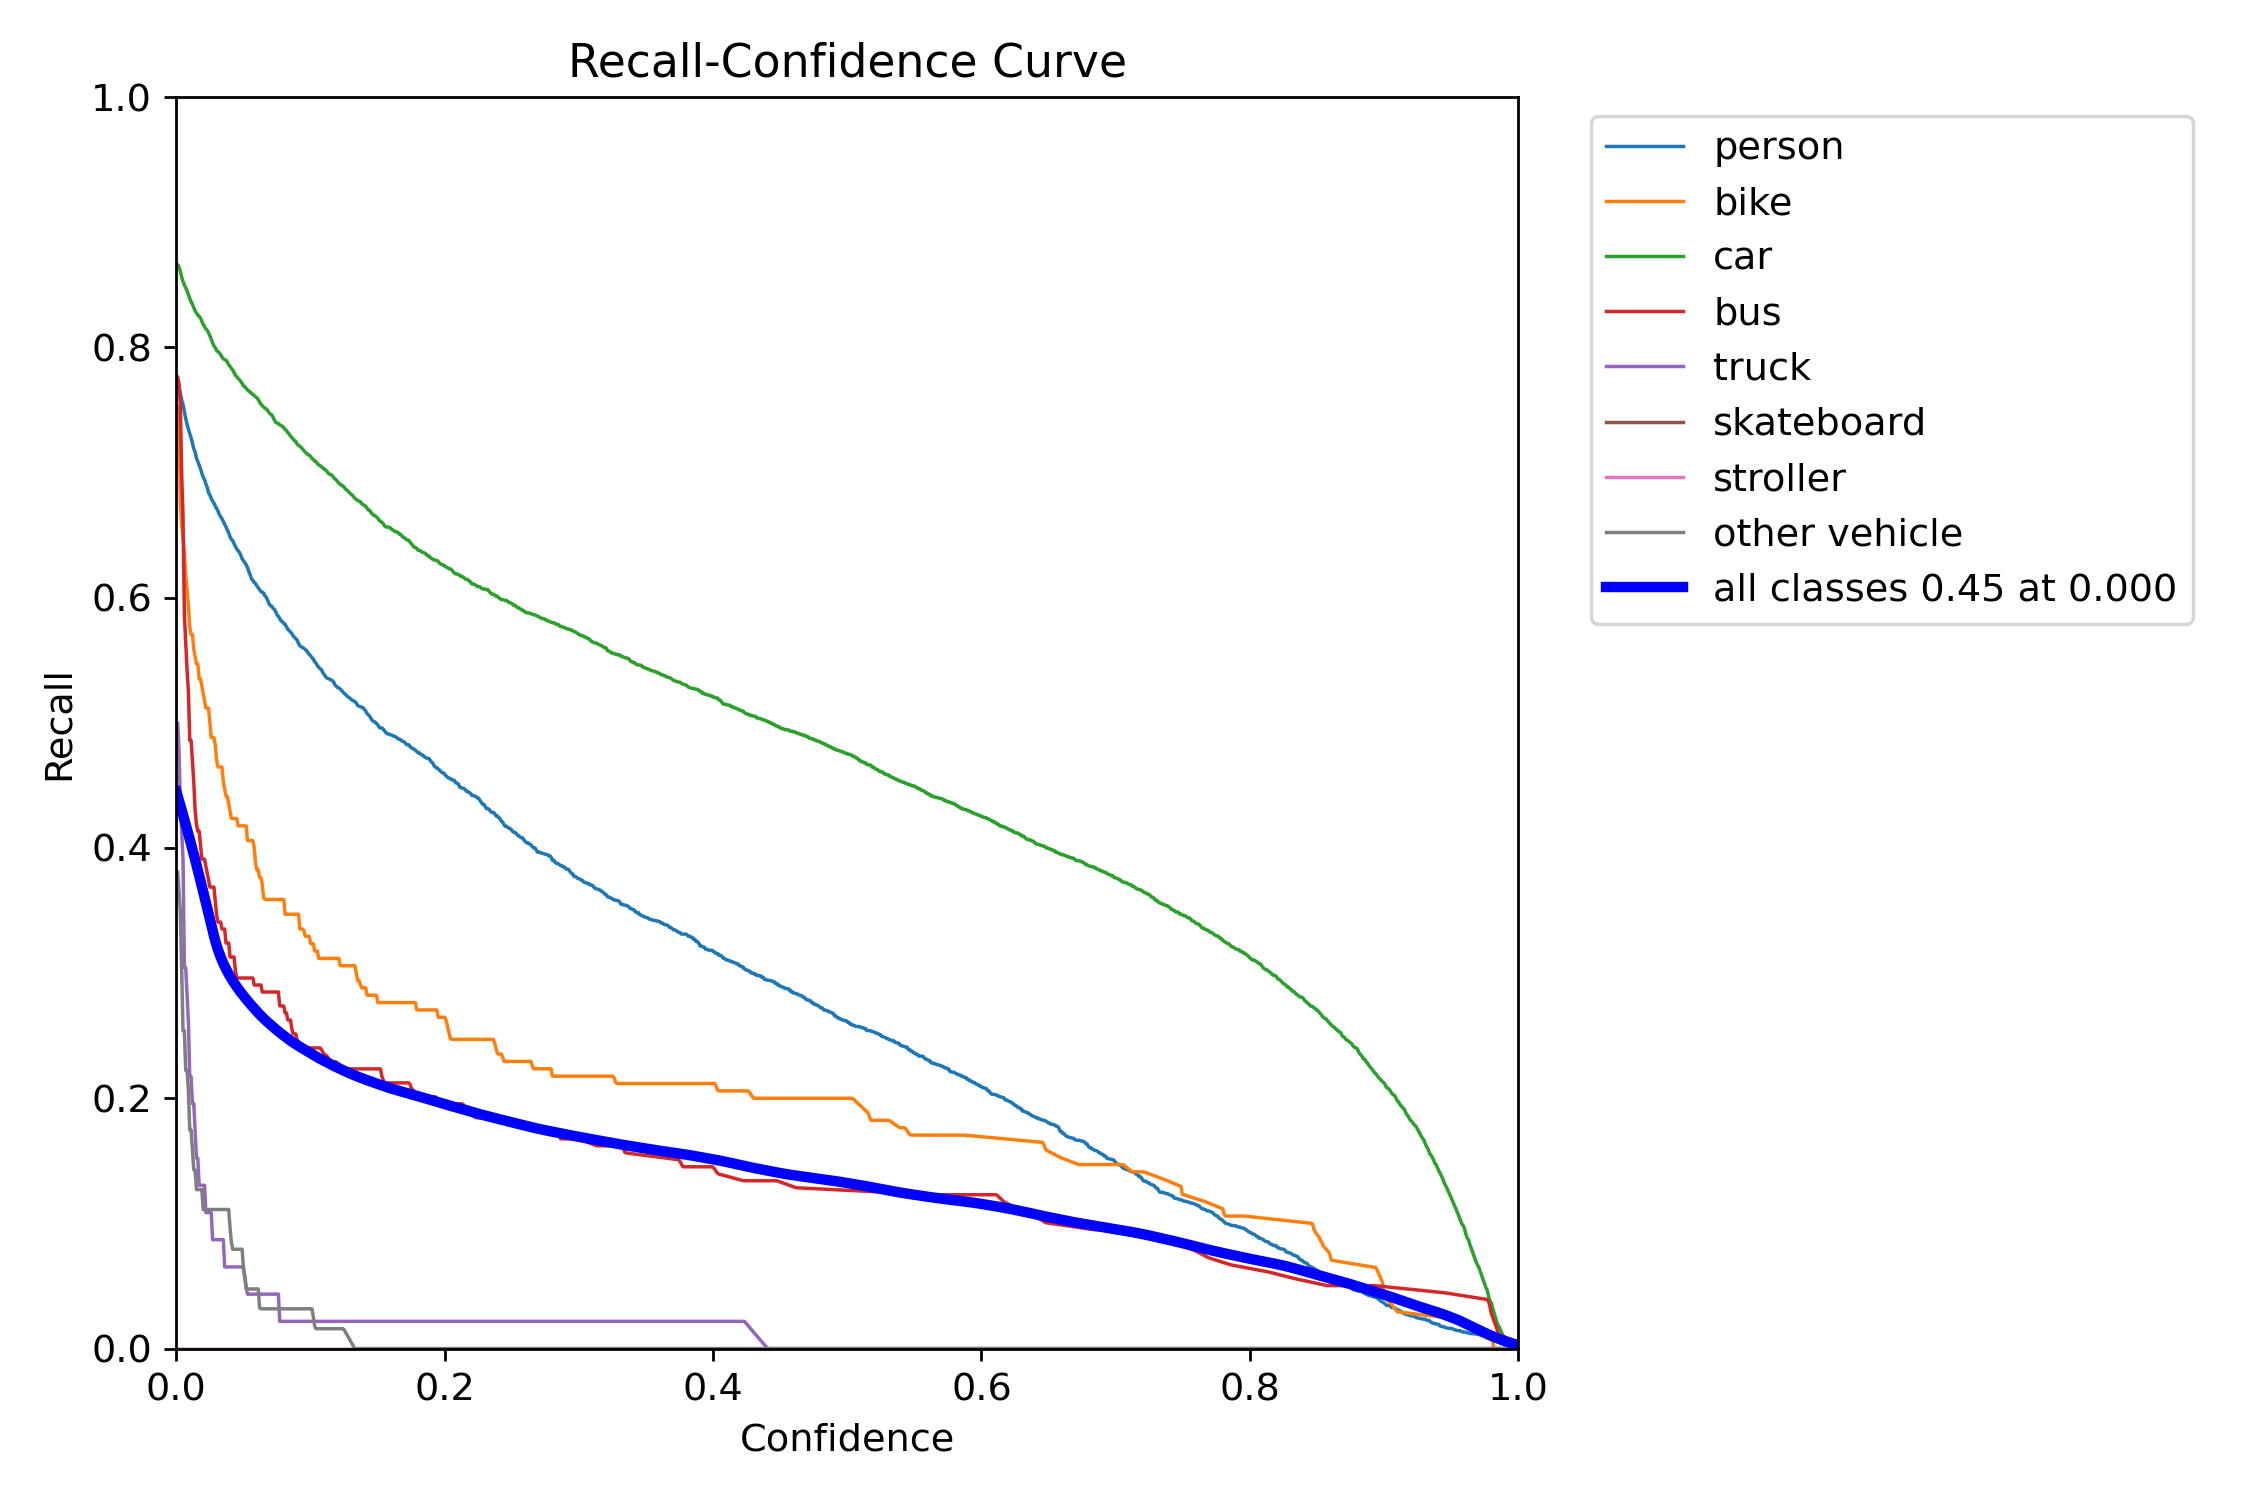 Recall-Confidence Curve
1.0
0.8
0.6
0.4
0.2
0.0
Recall
0.0 0.2 0.4 0.6 0.8 1.0
Confidence
person
bike
car
bus
truck
skateboard
stroller
other vehicle
all classes 0.45 at 0.000